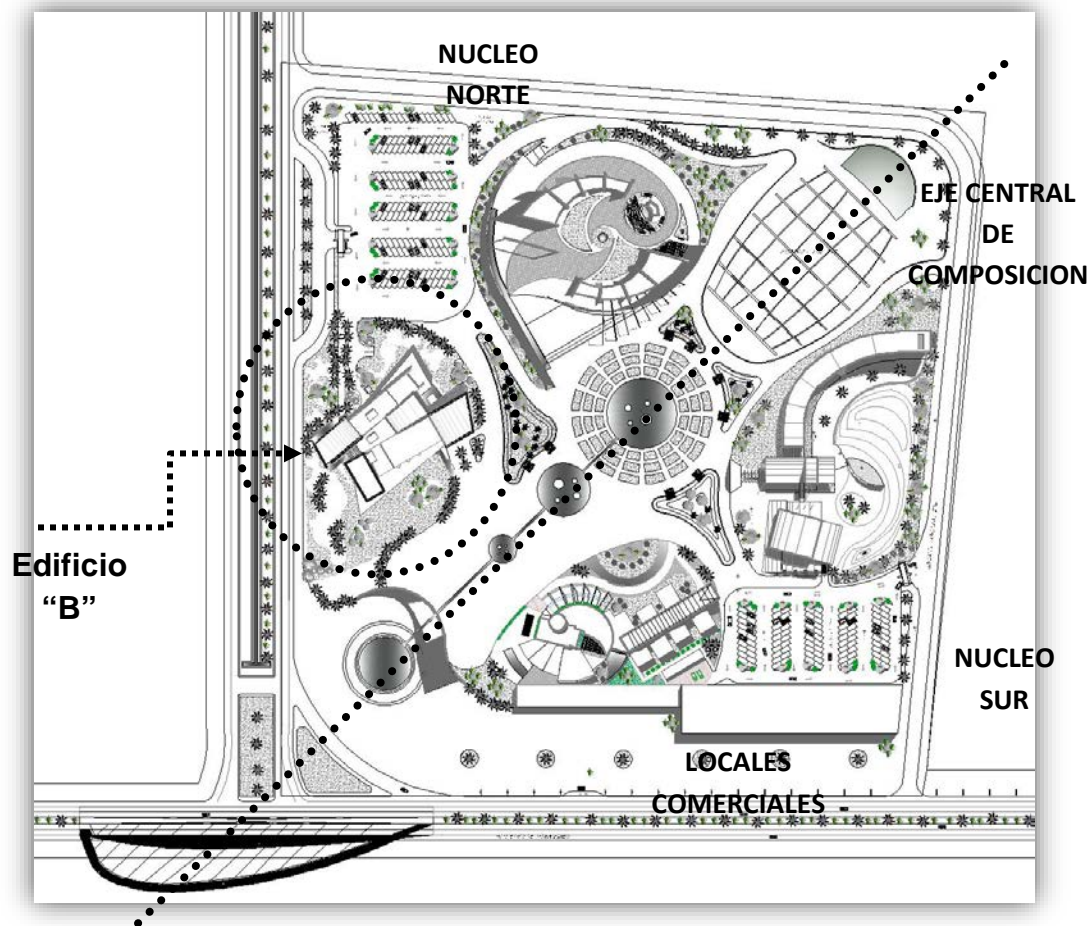 NUCLEO
NORTE
EJE CENTRAL
DE
COMPOSICION
Edificio
“B”
NUCLEO
SUR
LOCALES
COMERCIALES